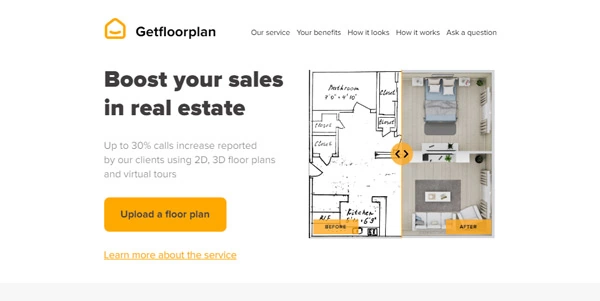 Getfloorplan
Our service Your benefits How it looks How it works Ask a question
Boost your sales
in real estate
Up to 30% calls increase reported
by our clients using 2D, 3D floor plans
and virtual tours
Upload a floor plan
Learn more about the service
Bathroom
Closet
Closet
Closet
Closet
Kitchen
BEFORE
AFTER